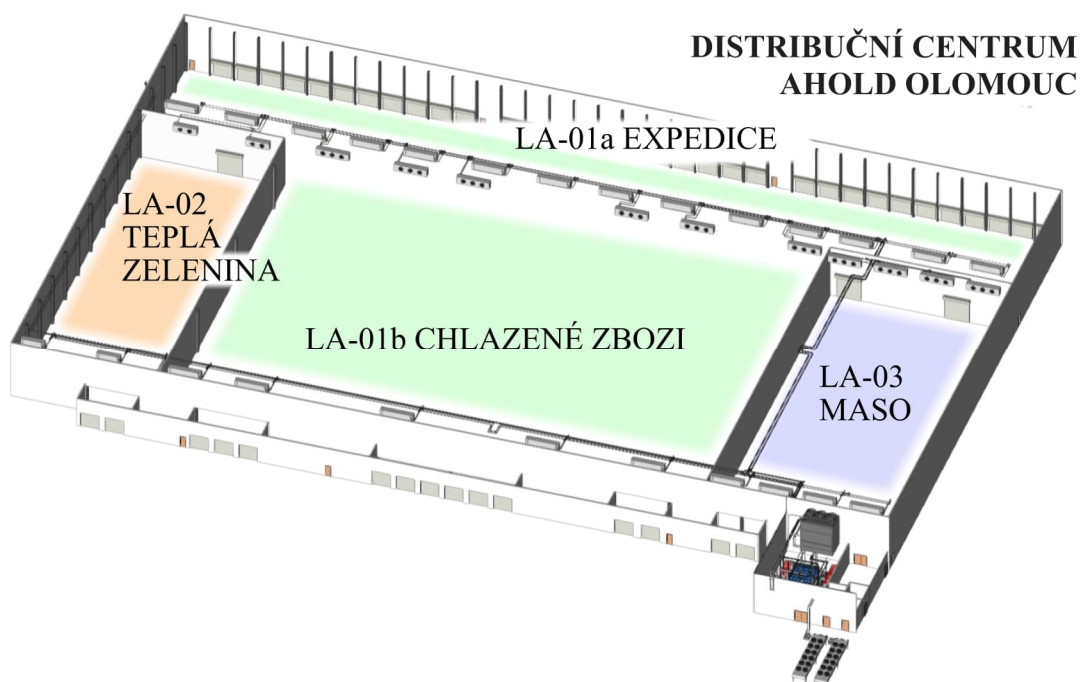 DISTRIBUČNÍ CENTRUM
AHOLD OLOMOUC
LA-01a EXPEDICE
LA-02
TEPLÁ
ZELENINA
LA-01b CHLAZENÉ ZBOZI
LA-03
MASO